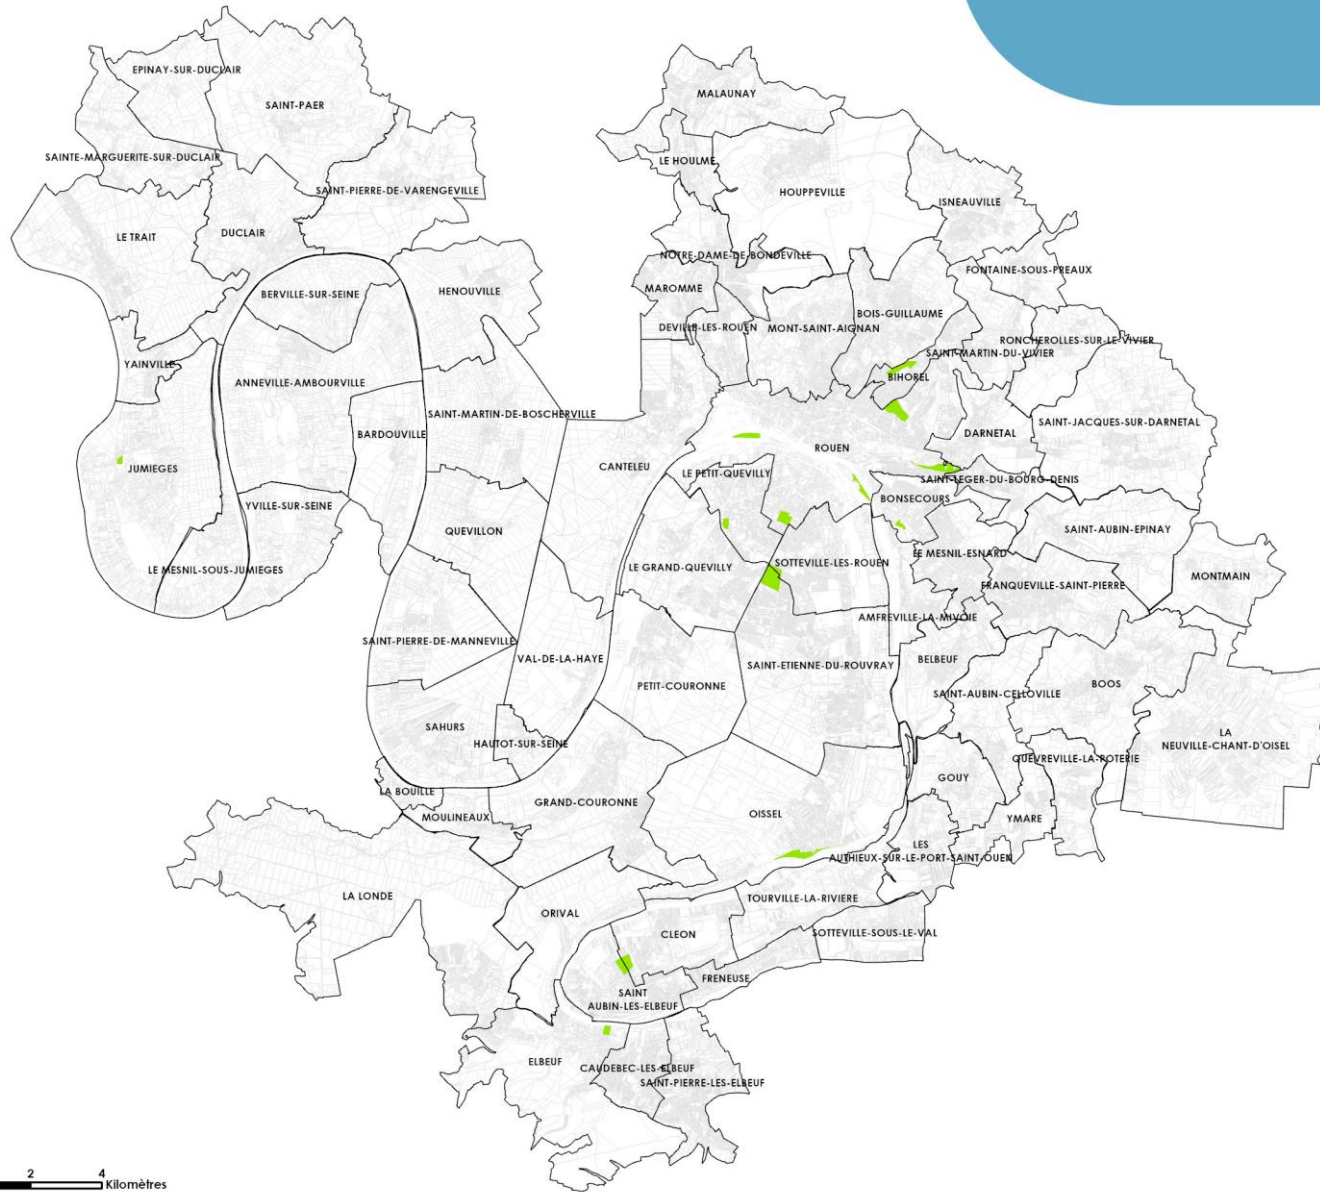 EPINAY-SUR-DUCLAIR
SAINT-PAER
SAINTE-MARGUERITE-SUR-DUCLAIR
SAINT-PIERRE-DE-VARENGEVILLE
LE TRAIT
DUCLAIR
BERVILLE-SUR-SEINE
HENOUVILLE
YAINVILLE
ANNEVILLE-AMBOURVILLE
SAINT-MARTIN-DE-BOSCHERVILLE
BARDOUVILLE
JUMIEGES
YVILLE-SUR-SEINE
QUEVILLON
LE MESNIL-SOUS-JUMIEGES
SAINT-PIERRE-DE-MANNEVILLE
VAL-DE-LA-HAYE
SAHURS
HAUTOT-SUR-SEINE
LA BOUILLE
MOULINEAUX
GRAND-COURONNE
LA LONDE
MALAUNAY
LE HOULME
HOUPPEVILLE
ISNEAUVILLE
NOTRE-DAME-DE-BONDEVILLE
FONTAINE-SOUS-PREAUX
MAROMME
BOIS-GUILLAUME
DEVILLE-LES-ROUEN
MONT-SAINT-AIGNAN
RONCHEROLLES-SUR-LE-VIVIER
SAINT-MARTIN-DU-VIVIER
BIHOREL
SAINT-JACQUES-SUR-DARNETAL
DARNETAL
ROUEN
CANTELEU
LE PETIT-QUEVILLY
SAINT-LEGER-DU-BOURG-DENIS
BONSECOURS
SAINT-AUBIN-EPINAY
LE MESNIL-ESNARD
SOTTEVILLE-LES-ROUEN
LE GRAND-QUEVILLY
MONTMAIN
FRANQUEVILLE-SAINT-PIERRE
AMFREVILLE-LA-MIVOIE
BELBEUF
SAINT-ETIENNE-DU-ROUVRAY
PETIT-COURONNE
BOOS
SAINT-AUBIN-CELLOVILLE
LA
NEUVILLE-CHANT-D'OISEL
QUEVREVILLE-LA-POTERIE
GOUY
OISSEL
YMARE
LES
AUTHIEUX-SUR-LE-PORT-SAINT-OUEN
TOURVILLE-LA-RIVIERE
ORIVAL
CLEON
SOTTEVILLE-SOUS-LE-VAL
FRENEUSE
SAINT
AUBIN-LES-ELBEUF
ELBEUF
CAUDEBEC-LES-ELBEUF
SAINT-PIERRE-LES-ELBEUF
2 4
Kilomètres